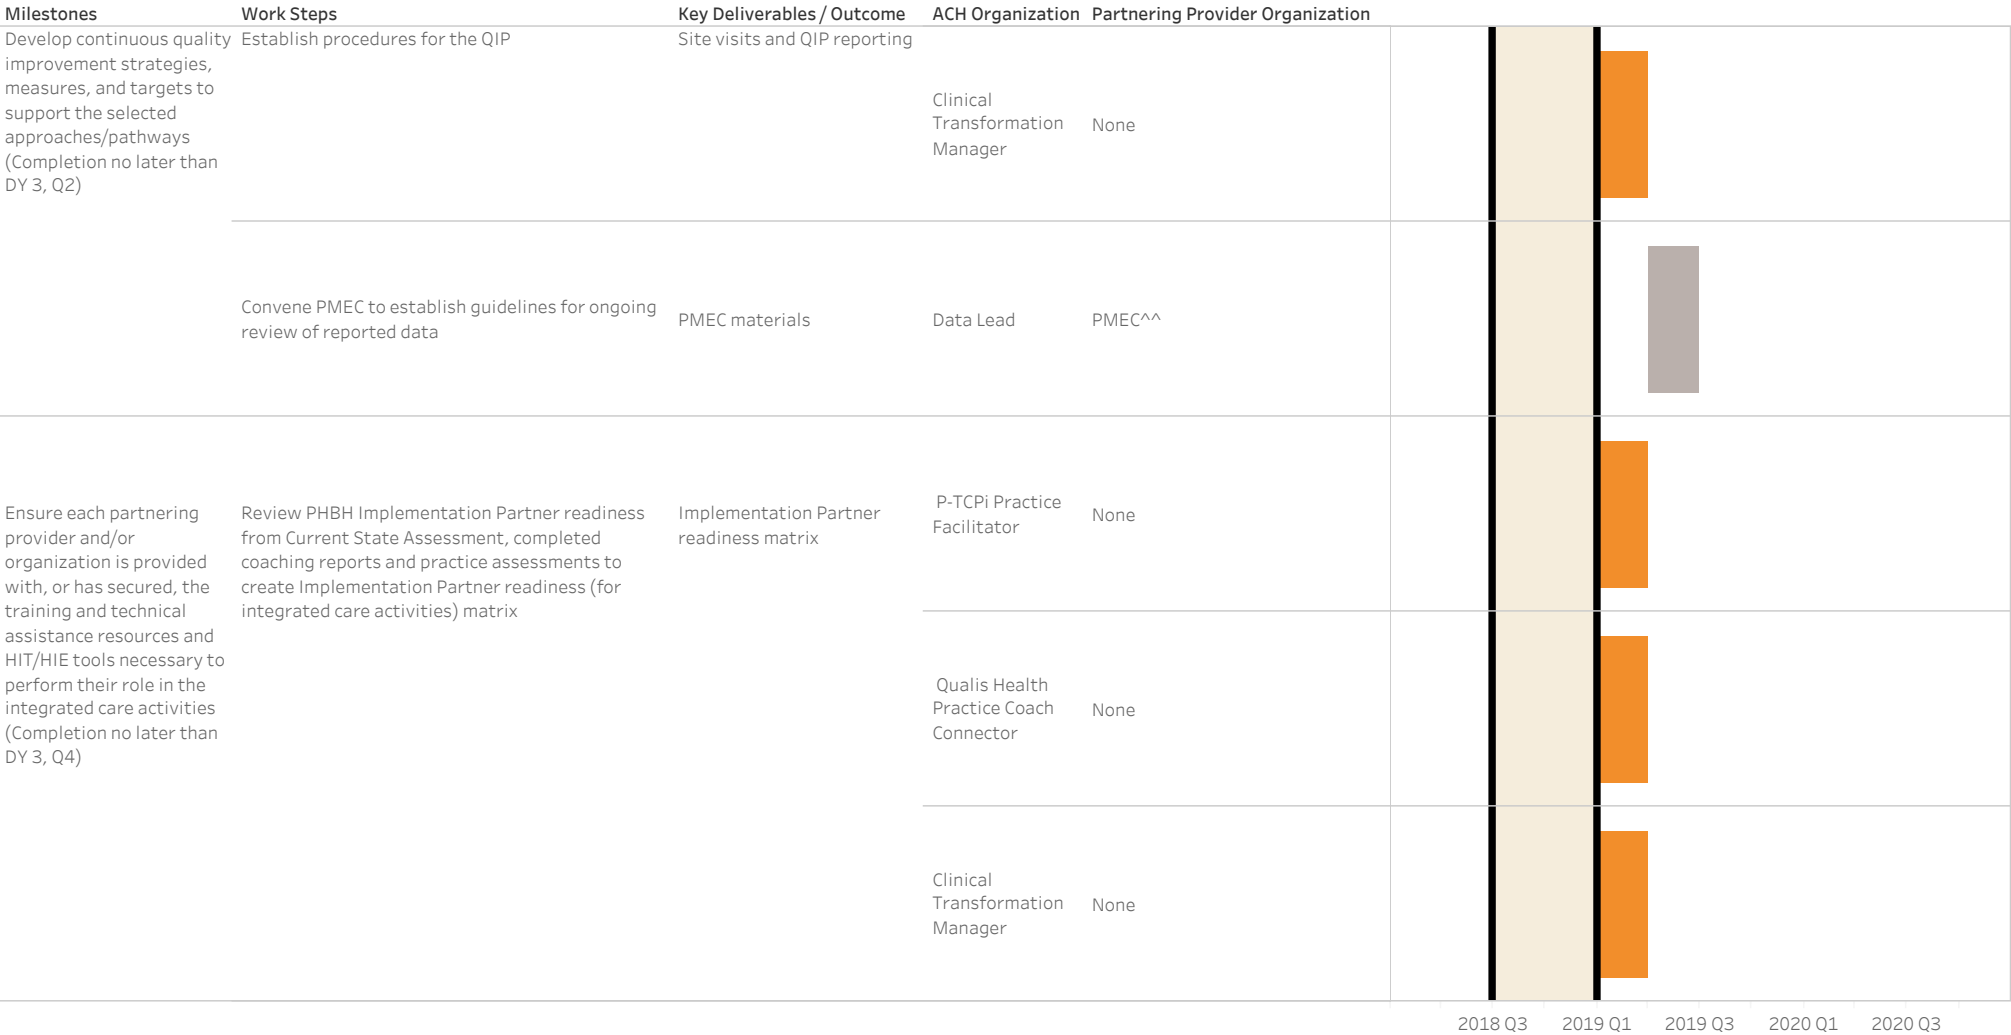 Milestones Work Steps Key Deliverables / Outcome ACH Organization Partnering Provider Organization
Develop continuous quality
improvement strategies,
measures, and targets to
support the selected
approaches/pathways
(Completion no later than
DY 3, Q2)
Establish procedures for the QIP
Site visits and QIP reporting
Clinical
Transformation
Manager
None
Convene PMEC to establish guidelines for ongoing
review of reported data
PMEC materials
Data Lead
PMEC^^
Ensure each partnering
provider and/or
organization is provided
with, or has secured, the
training and technical
assistance resources and
HIT/HIE tools necessary to
perform their role in the
integrated care activities
(Completion no later than
DY 3, Q4)
Review PHBH Implementation Partner readiness
from Current State Assessment, completed
coaching reports and practice assessments to
create Implementation Partner readiness (for
integrated care activities) matrix
Implementation Partner
readiness matrix
P-TCPi Practice
Facilitator
None
Qualis Health
Practice Coach
Connector
None
Clinical
Transformation
Manager
None
2018 Q3 2019 Q1 2019 Q3 2020 Q1 2020 Q3